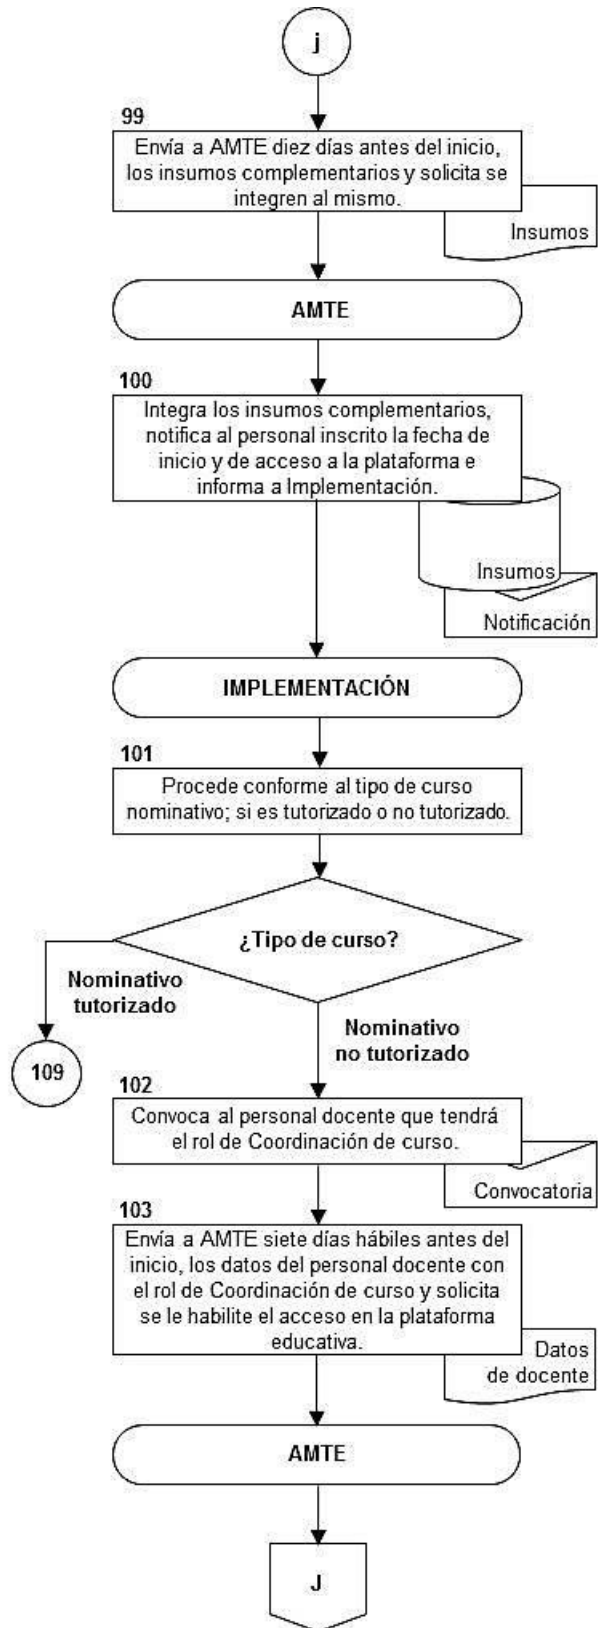 j
99
Envía a AMTE diez días antes del inicio,
los insumos complementarios y solicita se
integren al mismo.
Insumos
AMTE
100
Integra los insumos complementarios,
notifica al personal inscrito la fecha de
inicio y de acceso a la plataforma e
informa a Implementación.
Insumos
Notificación
IMPLEMENTACIÓN
101
Procede conforme al tipo de curso
nominativo; si es tutorizado o no tutorizado.
¿Tipo de curso?
Nominativo
tutorizado
109
Nominativo
no tutorizado
102
Convoca al personal docente que tendrá
el rol de Coordinación de curso.
Convocatoria
103
Envía a AMTE siete días hábiles antes del
inicio, los datos del personal docente con
el rol de Coordinación de curso y solicita
se le habilite el acceso en la plataforma
educativa.
Datos
de docente
AMTE
J